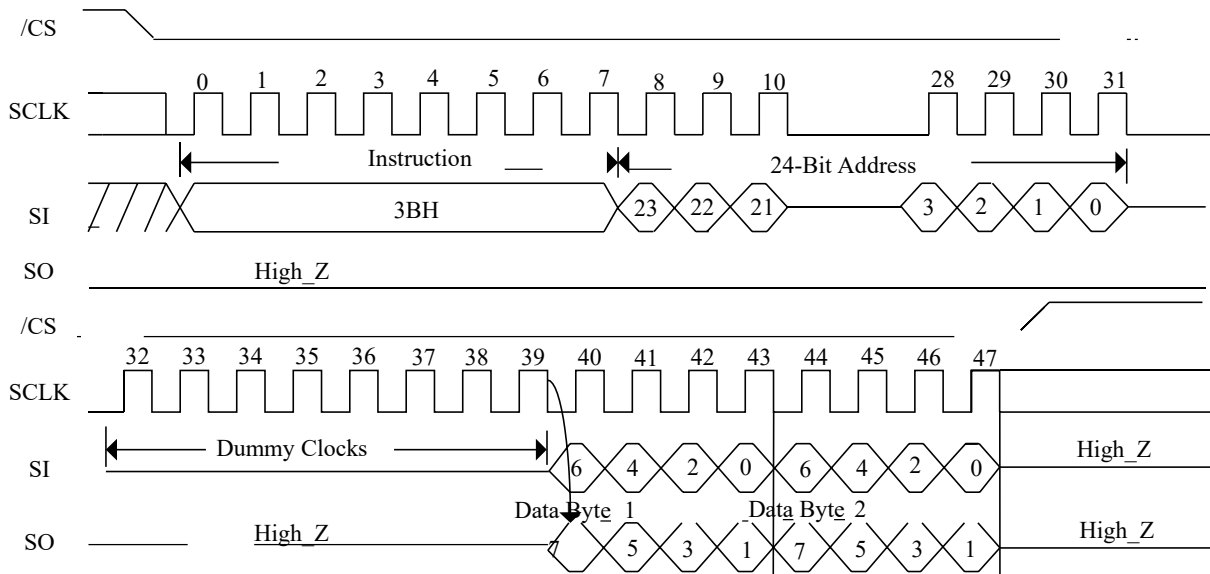 /CS
0 1 2 3 4 5 6 7 8 9 10 28 29 30 31
SCLK
Instruction 24-Bit Address
SI 3BH 23 22 21 3 2 1 0
SO High_Z
/CS
32 33 34 35 36 37 38 39 40 41 42 43 44 45 46 47
SCLK
Dummy Clocks
SI 6 4 2 0 6 4 2 0 High_Z
Data Byte 1 Data Byte 2
SO High_Z 7 5 3 1 7 5 3 1 High_Z